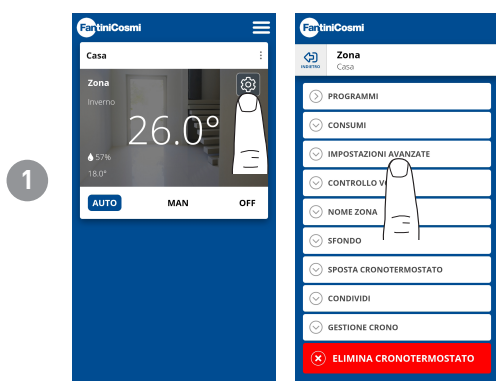 1
FantiniCosmi
Casa
Zona
Inverno
26.0°
57%
18.0°
AUTO MAN OFF
FantiniCosmi
INDIETRO
Zona
Casa
PROGRAMMI
CONSUMI
IMPOSTAZIONI AVANZATE
CONTROLLO
NOME ZONA
SFONDO
SPOSTA CRONOTERMOSTATO
CONDIVIDI
GESTIONE CRONO
ELIMINA CRONOTERMOSTATO